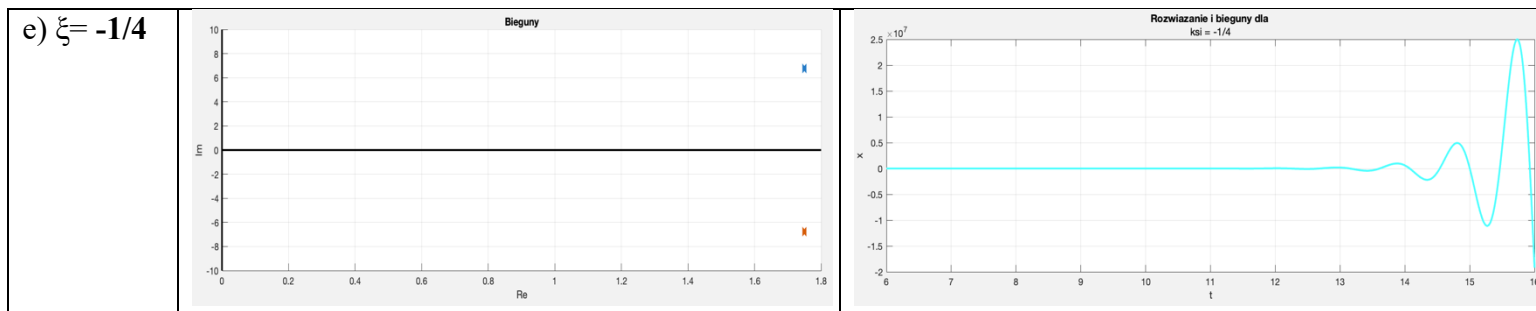 e) ξ= -1/4
Bieguny
10
8
6
4
2
0
-2
-4
-6
-8
-10
Im
0 0.2 0.4 0.6 0.8 1 1.2 1.4 1.6 1.8
Re
Rozwiazanie i bieguny dla
ksi = -1/4
×10⁷
2.5
2
1.5
1
0.5
0
-0.5
-1
-1.5
-2
x
6 7 8 9 10 11 12 13 14 15 16
t